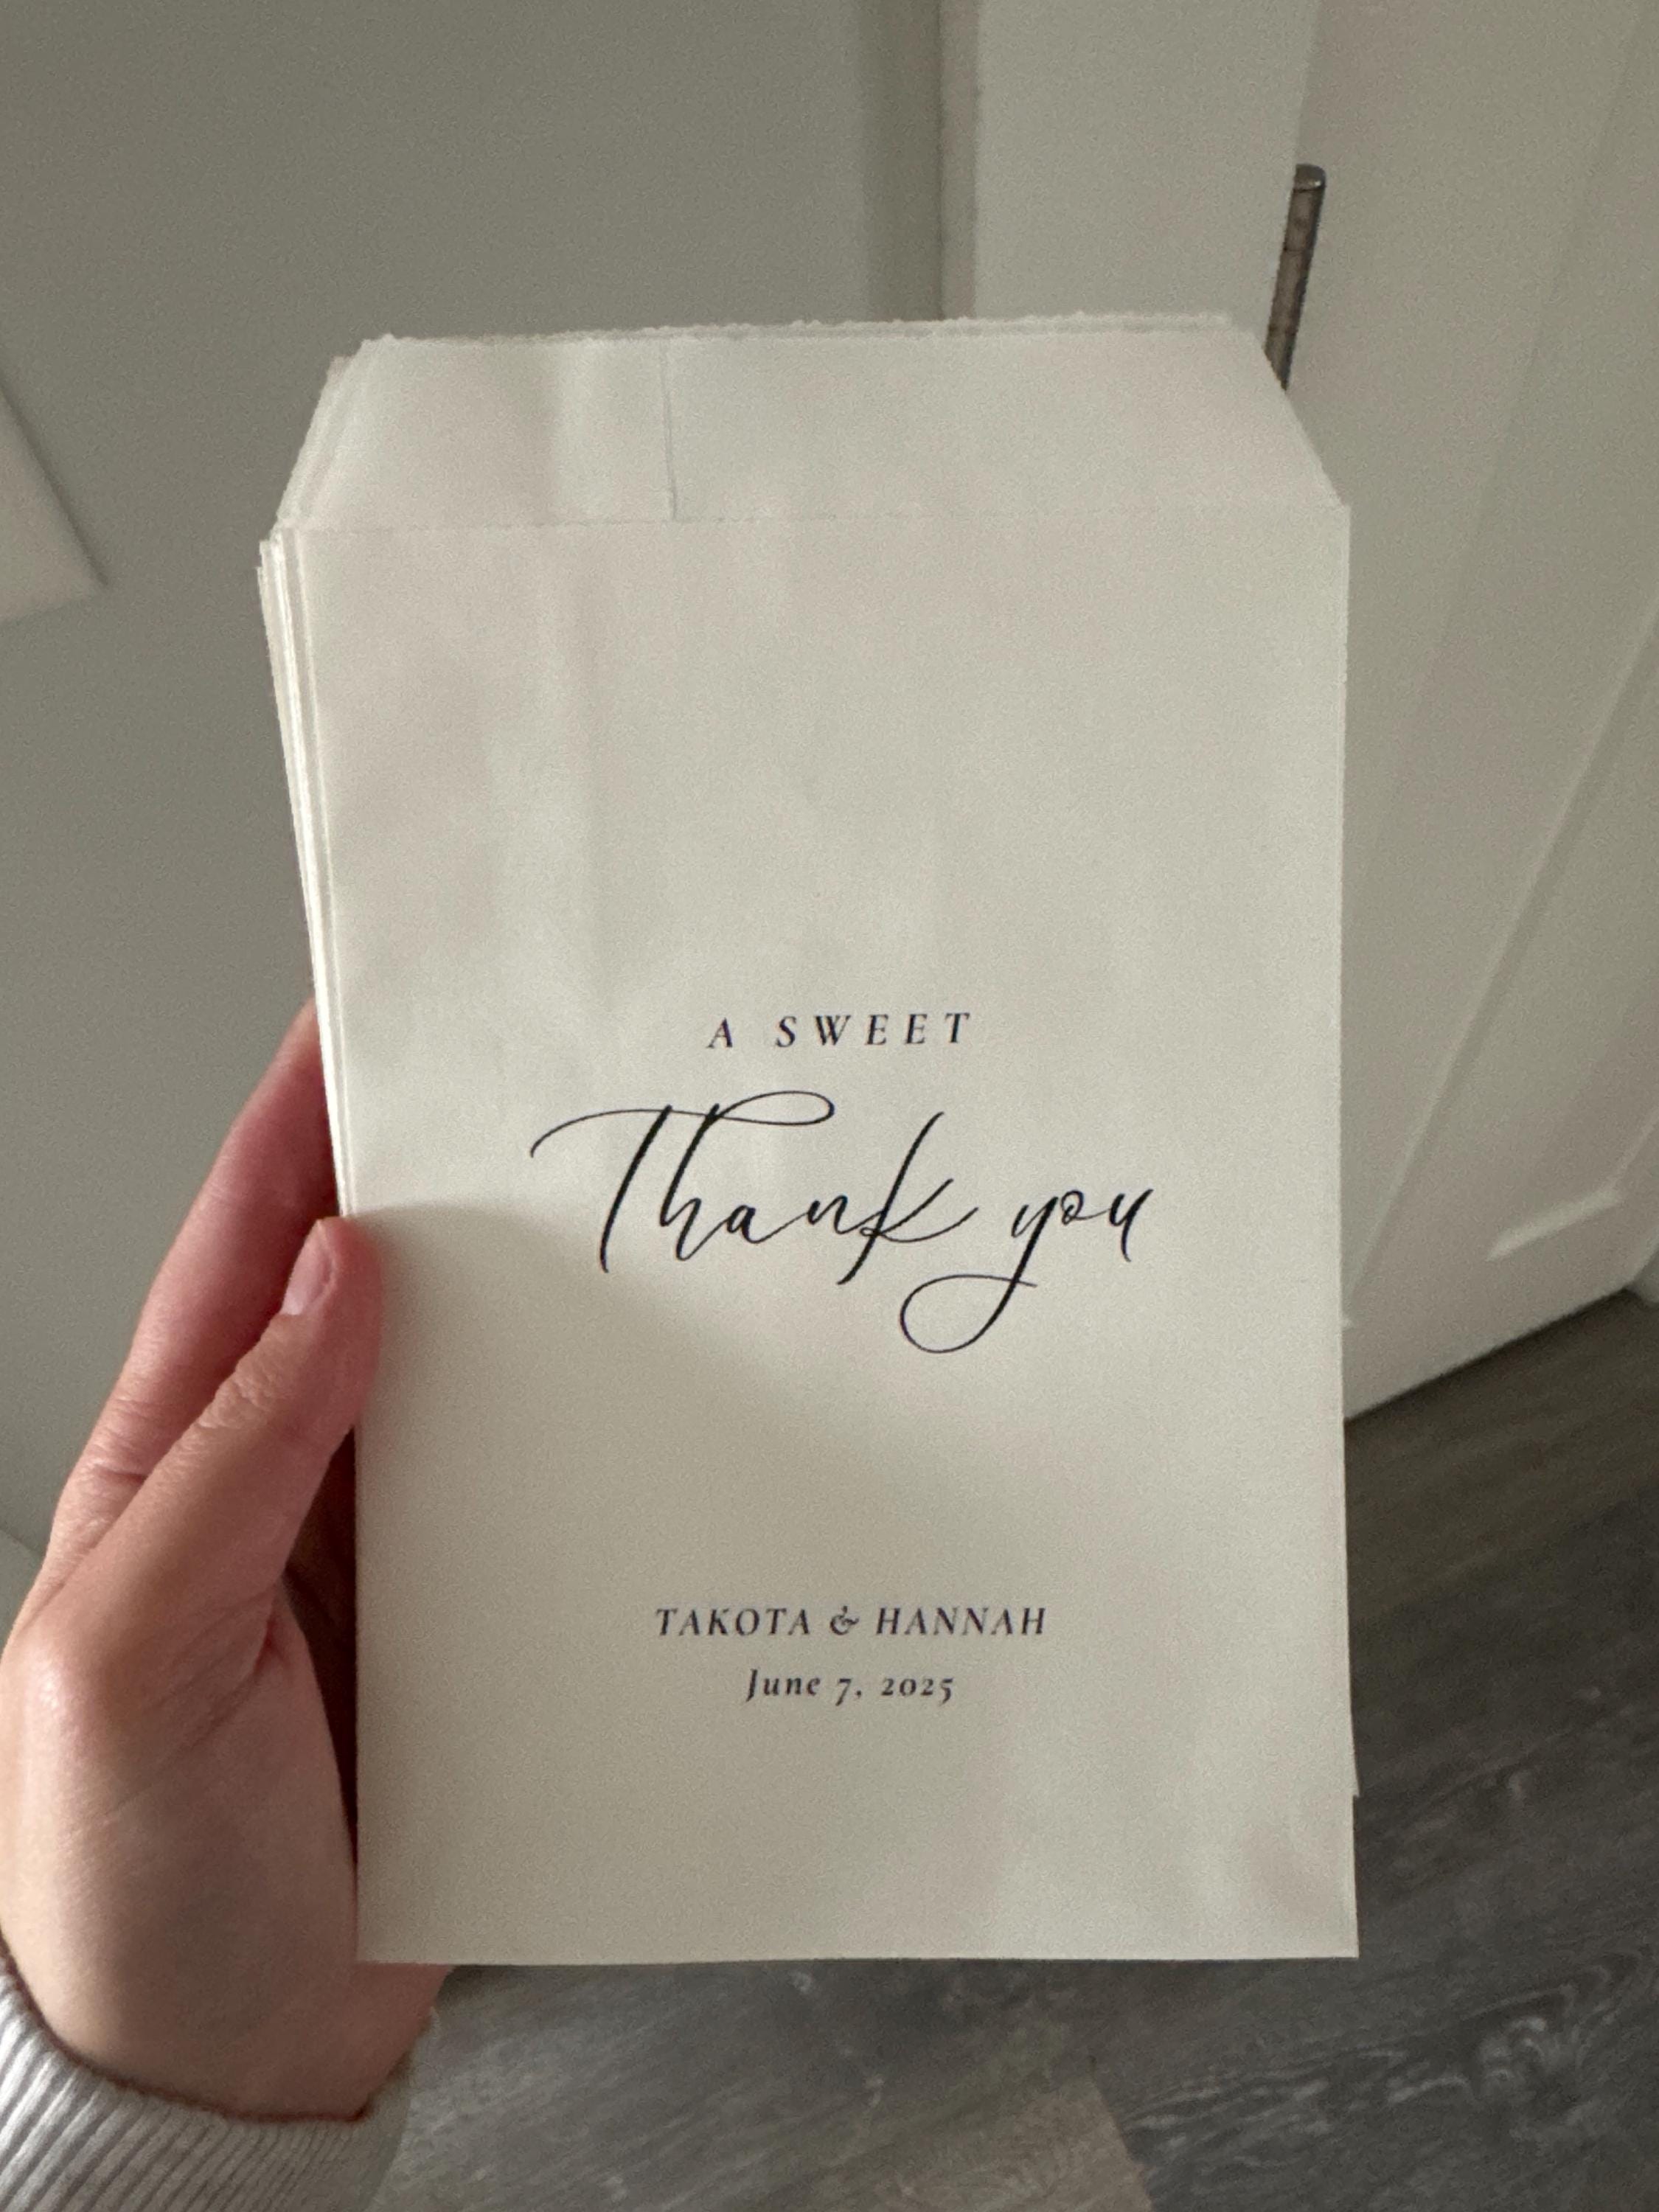 A SWEET
Thank you
TAKOTA & HANNAH
June 7, 2025